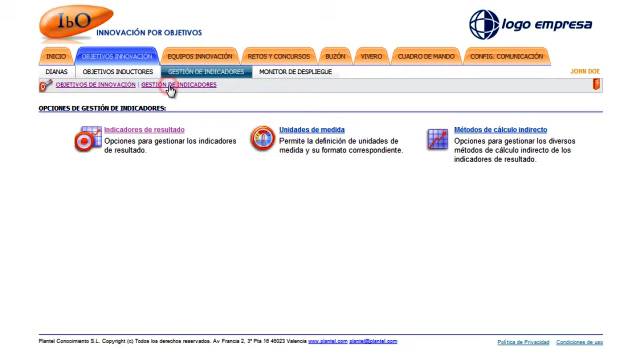 IbO
INNOVACIÓN POR OBJETIVOS
logo empresa
INICIO OBJETIVOS INNOVACIÓN EQUIPOS INNOVACIÓN RETOS Y CONCURSOS BUZÓN VIVERO CUADRO DE MANDO CONFIG. COMUNICACIÓN
DIANAS OBJETIVOS INDUCTORES GESTIÓN DE INDICADORES MONITOR DE DESPLIEGUE JOHN DOE
OBJETIVOS DE INNOVACIÓN | GESTIÓN DE INDICADORES
OPCIONES DE GESTIÓN DE INDICADORES:
Indicadores de resultado
Opciones para gestionar los indicadores
de resultado.
Unidades de medida
Permite la definición de unidades de
medida y su formato correspondiente.
Métodos de cálculo indirecto
Opciones para gestionar los diversos
métodos de cálculo indirecto de los
indicadores de resultado.
Plantel Conocimiento S.L. Copyright (c) Todos los derechos reservados. Av Francia 2, 3º Pta 16 46023 Valencia www.plantel.com plantel@plantel.com
Política de Privacidad Condiciones de uso